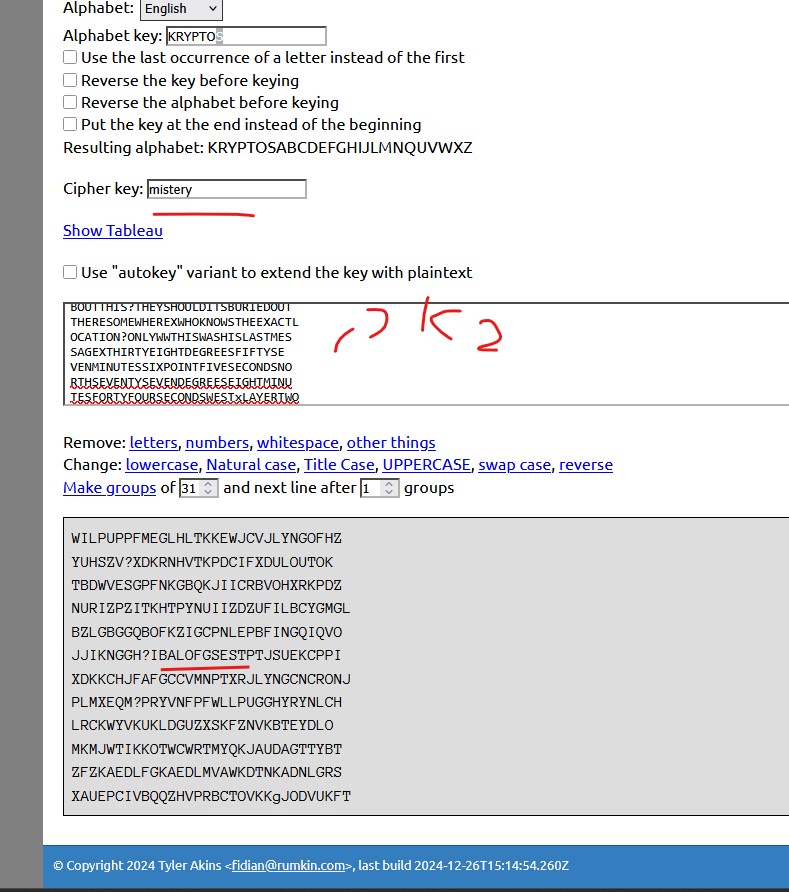 Alphabet: English
Alphabet key: KRYPTOS
Use the last occurrence of a letter instead of the first
Reverse the key before keying
Reverse the alphabet before keying
Put the key at the end instead of the beginning
Resulting alphabet: KRYPTOSABCDEFGHIJLMNQUVWXZ
Cipher key: mistery
Show Tableau
Use "autokey" variant to extend the key with plaintext
BOUTTHIS?THEYSHOULDITSBURIEDOUT
THERESOMEWHEREXWHOKNOWSTHEEXACTL
OCATION?ONLYWWTHISWASHISLASTMES
SAGEXTHIRTYEIGHTDEGREESFIFTYSE
VENMINUTESSIXPOINTFIVESECONDSNO
RTHSEVENTYSEVENDEGREESEIGHTMINU
TESFORTYFOURSECONDSWESTxLAYERTWO
K2
Remove: letters, numbers, whitespace, other things
Change: lowercase, Natural case, Title Case, UPPERCASE, swap case, reverse
Make groups of 31 and next line after 1 groups
WILPUPPFMEGLHLTKKEWJCVJLYNGOFHZ
YUHSZV?XDKRNHVTKPDCIFXDULOUTOK
TBDWVESGPFNKGBQKJIICRBVOHXRKPDZ
NURIZPZITKHTPYNUIIZDZUFILBCYGMGL
BZLGBGGQBOFKZIGCPNLEPBFINGQIQVO
JJIKNGGH?IBALOFGSESTPTJSUEKCPPI
XDKKCHJFAFGCCVMNPTXRJLYNGCNCRONJ
PLMXEQM?PRYVNFPFWLLPUGGHYRYNLCH
LRCKWYVKUKLDGUZXSKFZNVKBTEYDLO
MKMJWTIKKOTWCWRTMYQKJAUDAGTTYBT
ZFZKAEDLFGKAEDLMVAWKDTNKADNLGRS
XAUEPCIVBQQZHVPRBCTOVKKgJODVUKFT
© Copyright 2024 Tyler Akins <fidian@rumkin.com>, last build 2024-12-26T15:14:54.260Z